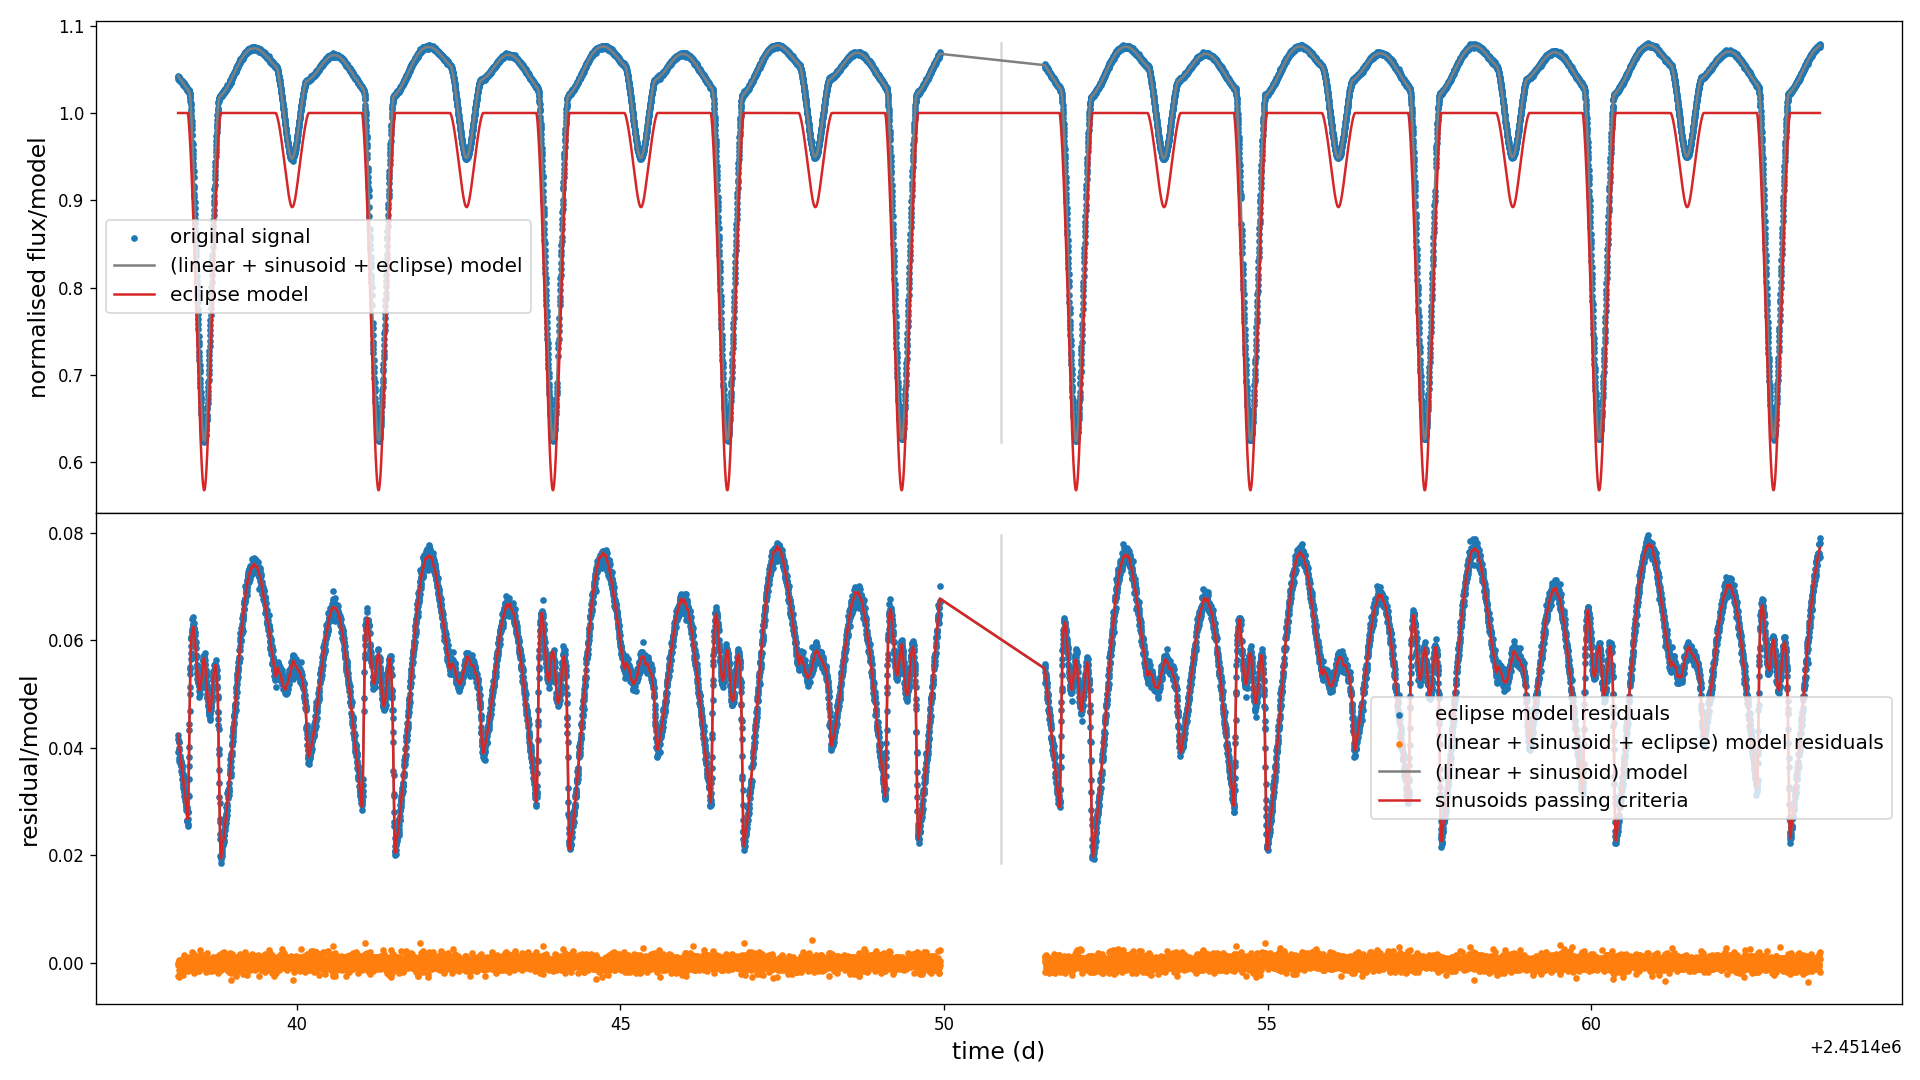 1.1
1.0
0.9
0.8
0.7
0.6
normalised flux/model
original signal
(linear + sinusoid + eclipse) model
eclipse model
0.08
0.06
0.04
0.02
0.00
residual/model
eclipse model residuals
(linear + sinusoid + eclipse) model residuals
(linear + sinusoid) model
sinusoids passing criteria
40 45 50 55 60
time (d)
+2.4514e6